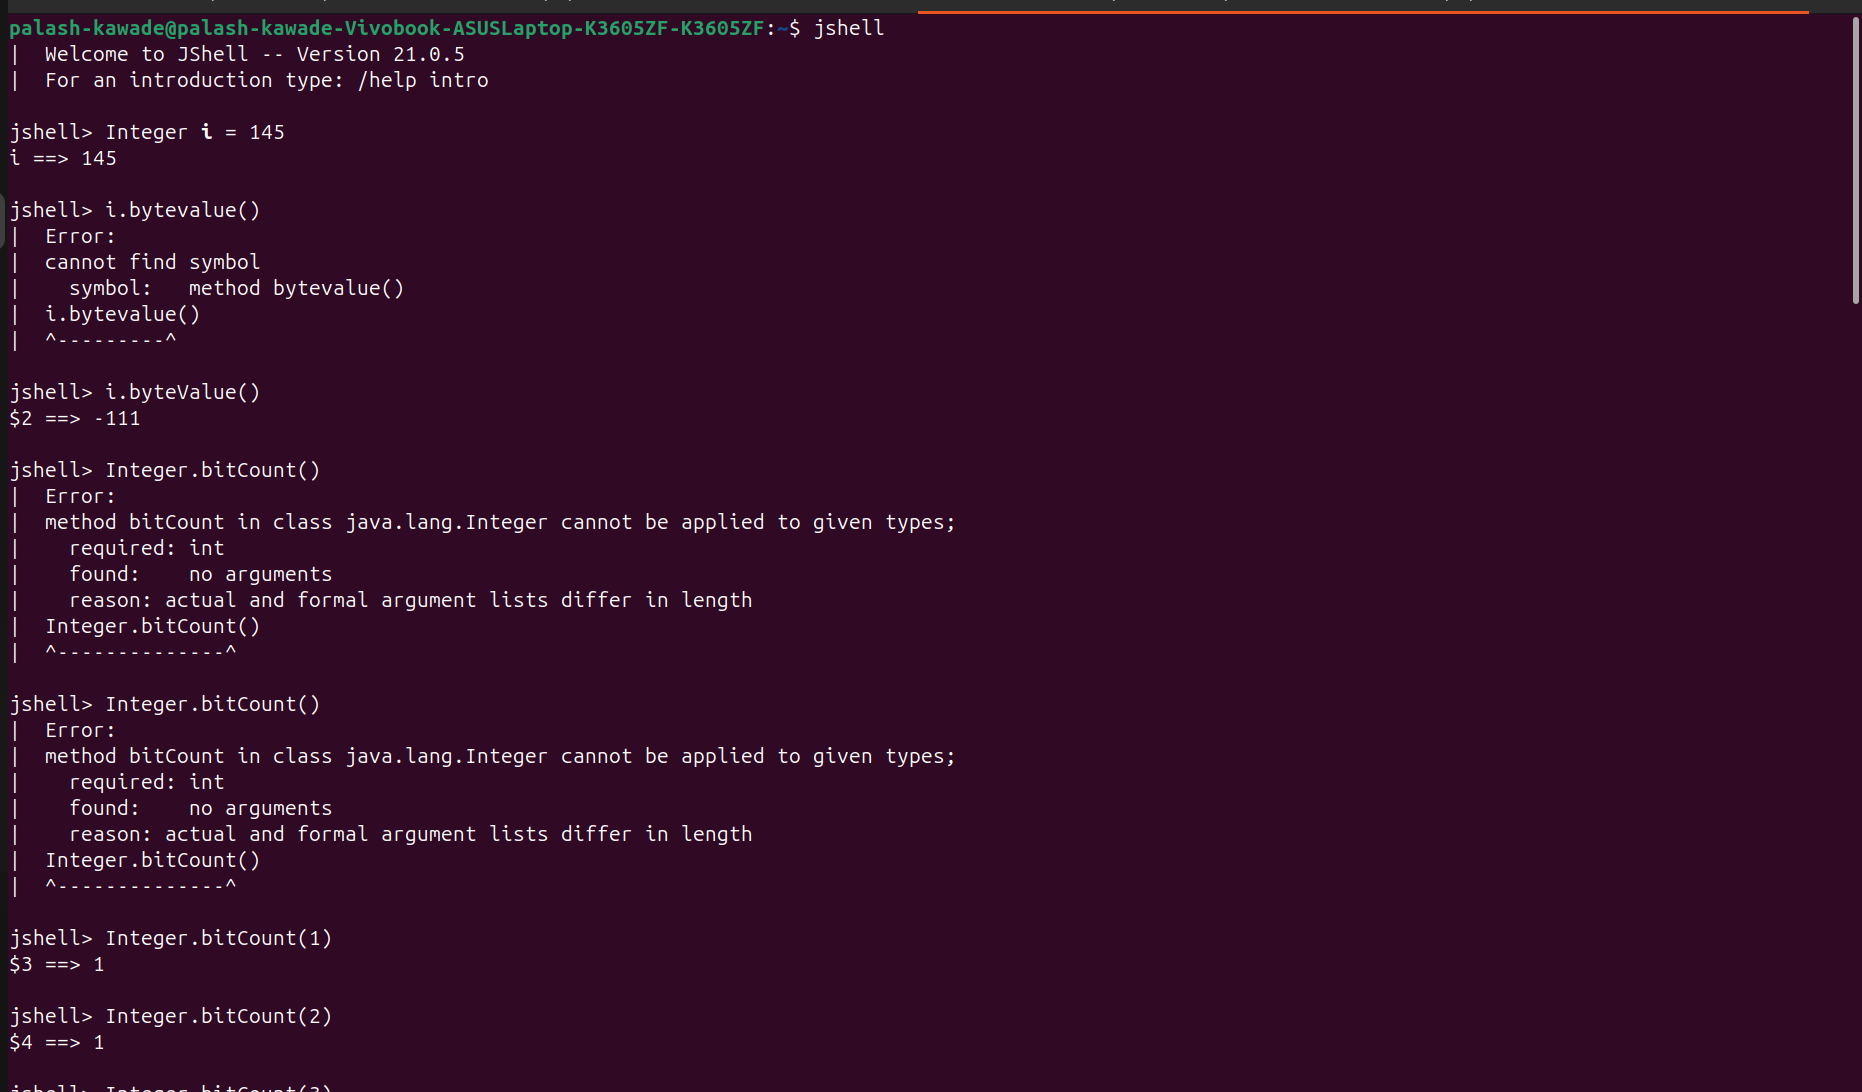 palash-kawade@palash-kawade-Vivobook-ASUSLaptop-K3605ZF-K3605ZF:~$ jshell
|  Welcome to JShell -- Version 21.0.5
|  For an introduction type: /help intro

jshell> Integer i = 145
i ==> 145

jshell> i.bytevalue()
|  Error:
|  cannot find symbol
|    symbol:   method bytevalue()
|  i.bytevalue()
|  ^---------^

jshell> i.byteValue()
$2 ==> -111

jshell> Integer.bitCount()
|  Error:
|  method bitCount in class java.lang.Integer cannot be applied to given types;
|    required: int
|    found:    no arguments
|    reason: actual and formal argument lists differ in length
|  Integer.bitCount()
|  ^--------------^

jshell> Integer.bitCount()
|  Error:
|  method bitCount in class java.lang.Integer cannot be applied to given types;
|    required: int
|    found:    no arguments
|    reason: actual and formal argument lists differ in length
|  Integer.bitCount()
|  ^--------------^

jshell> Integer.bitCount(1)
$3 ==> 1

jshell> Integer.bitCount(2)
$4 ==> 1

jshell> Integer.bitCount(3)